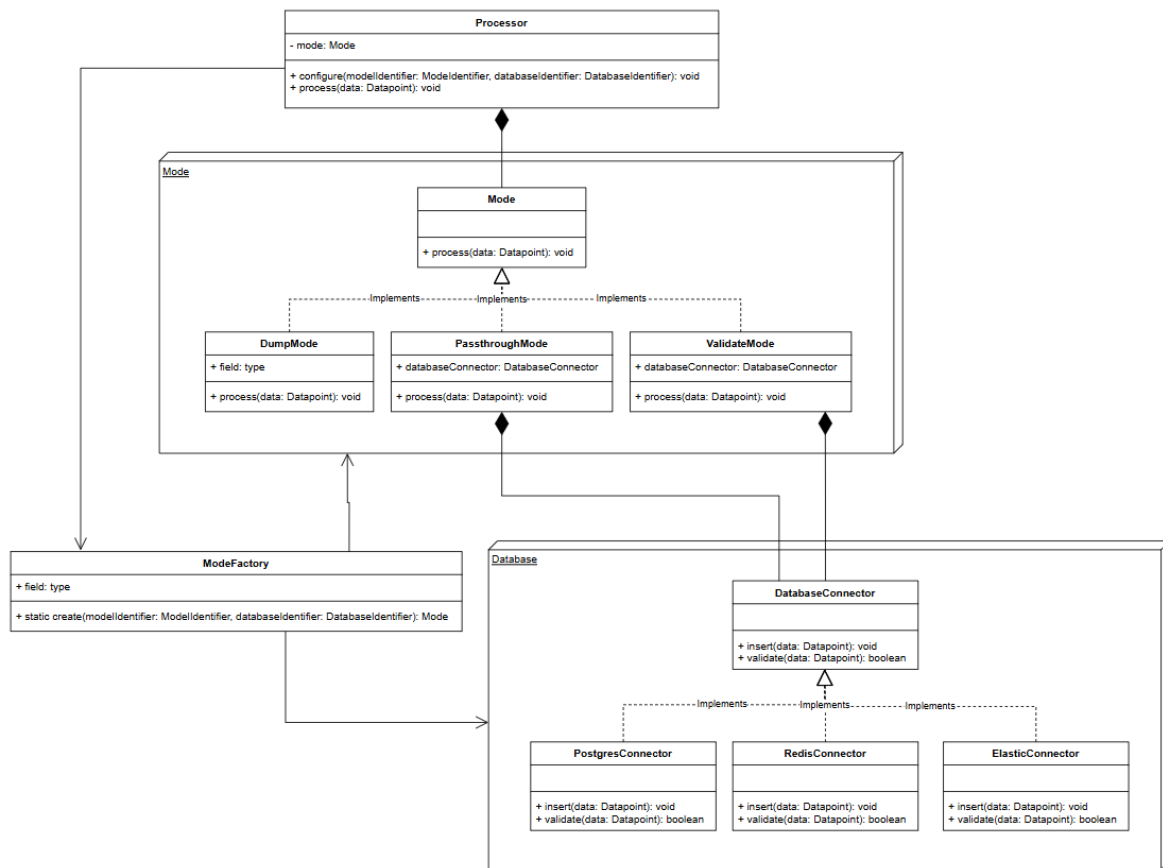 Processor
- mode: Mode
+ configure(modelIdentifier: ModeIdentifier, databaseIdentifier: DatabaseIdentifier): void
+ process(data: Datapoint): void
Mode
Mode
+ process(data: Datapoint): void
Implements
Implements
Implements
DumpMode
+ field: type
+ process(data: Datapoint): void
PassthroughMode
+ databaseConnector: DatabaseConnector
+ process(data: Datapoint): void
ValidateMode
+ databaseConnector: DatabaseConnector
+ process(data: Datapoint): void
ModeFactory
+ field: type
+ static create(modelIdentifier: ModelIdentifier, databaseIdentifier: DatabaseIdentifier): Mode
Database
DatabaseConnector
+ insert(data: Datapoint): void
+ validate(data: Datapoint): boolean
Implements
Implements
Implements
PostgresConnector
+ insert(data: Datapoint): void
+ validate(data: Datapoint): boolean
RedisConnector
+ insert(data: Datapoint): void
+ validate(data: Datapoint): boolean
ElasticConnector
+ insert(data: Datapoint): void
+ validate(data: Datapoint): boolean